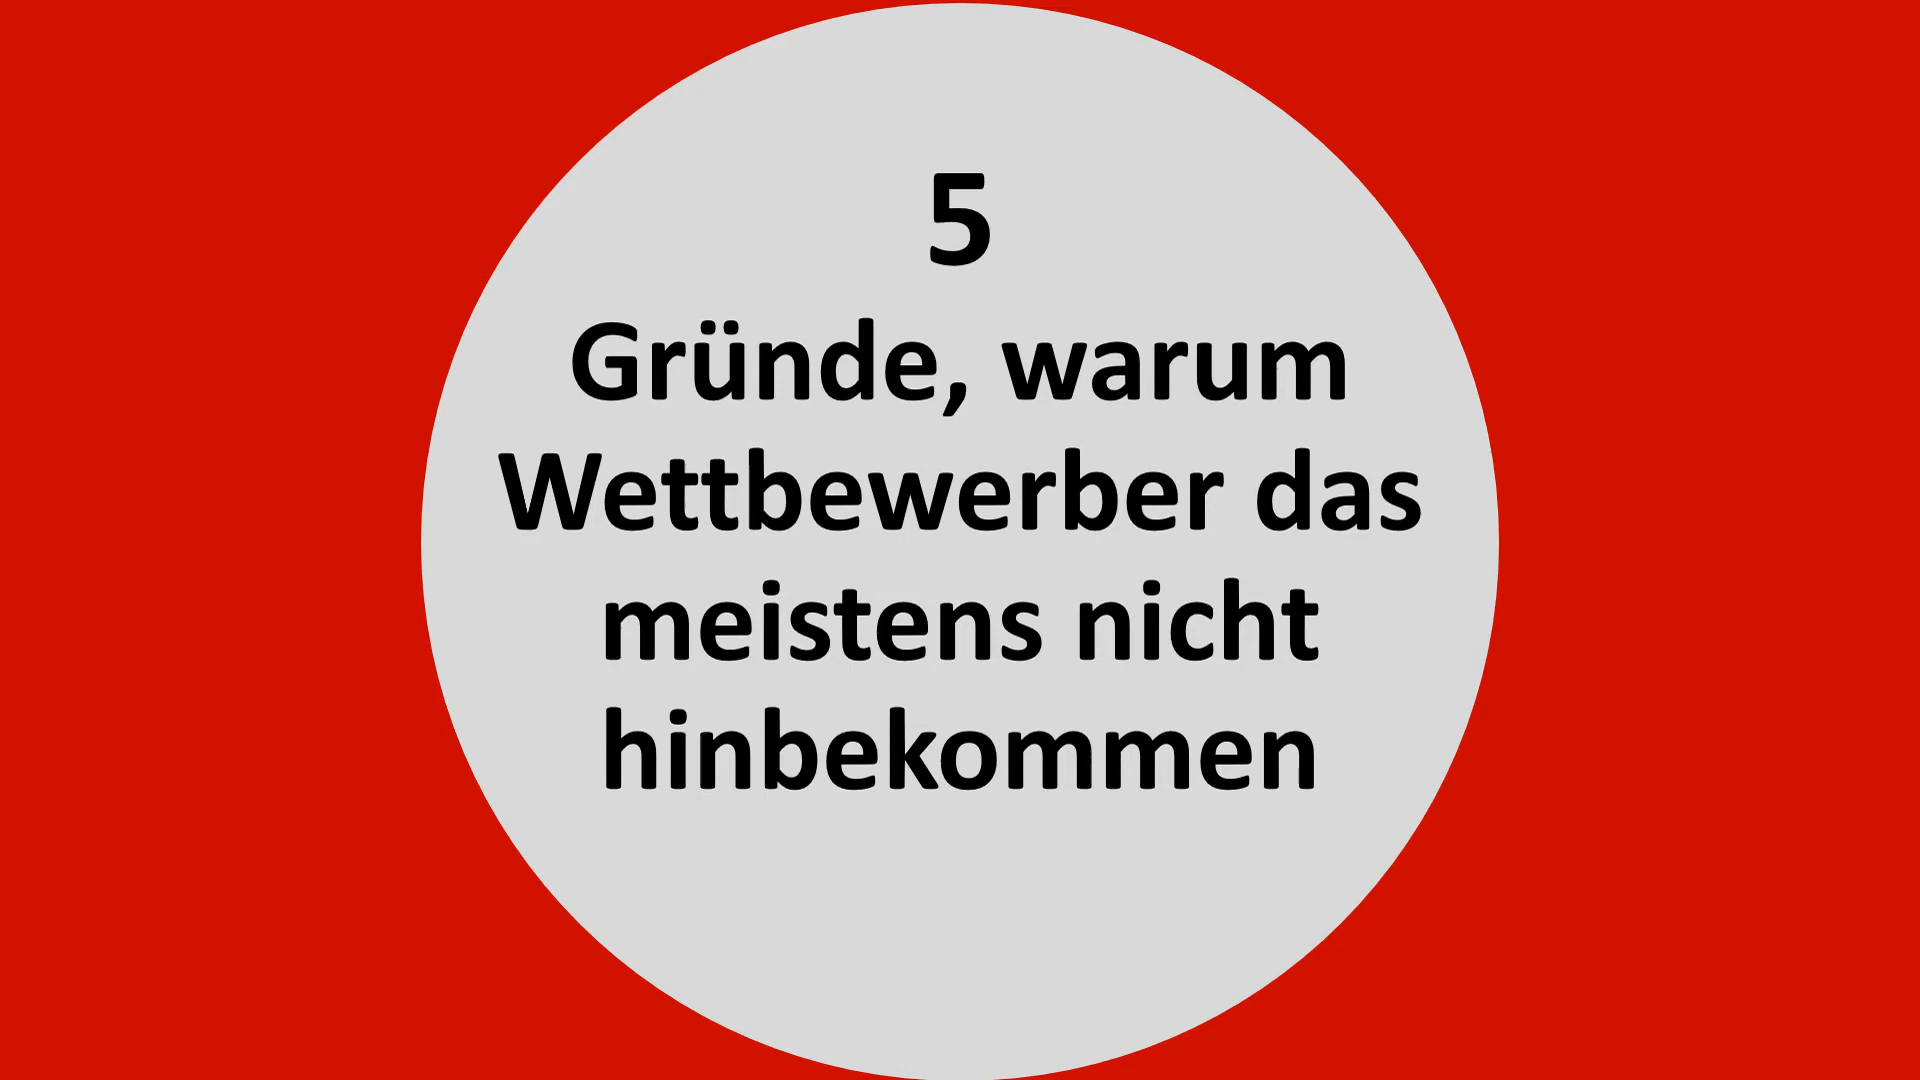 5
Gründe, warum
Wettbewerber das
meistens nicht
hinbekommen